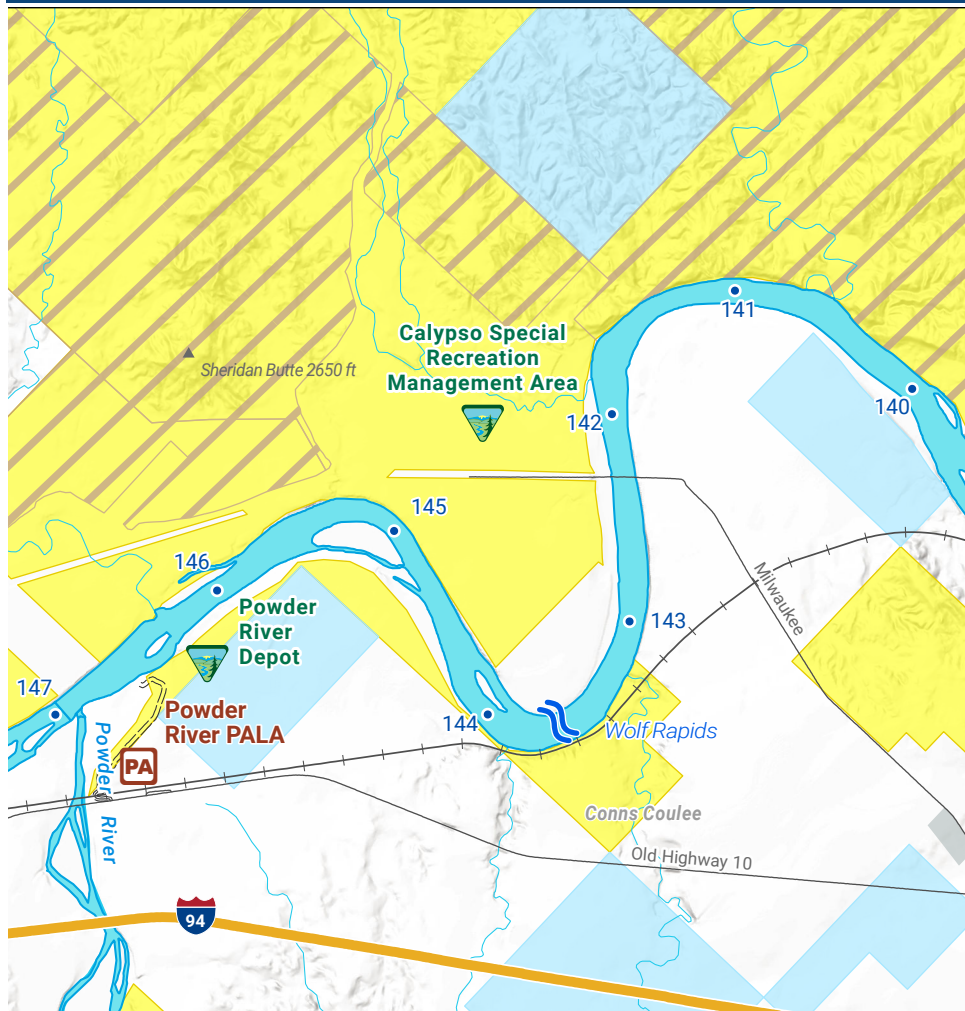 141
Calypso Special
Recreation
Management Area
Sheridan Butte 2650 ft
140
142
145
146
Powder
River
Depot
143
Milwaukee
147
144
Powder
River PALA
Wolf Rapids
PA
Powder
River
Conns Coulee
Old Highway 10
94